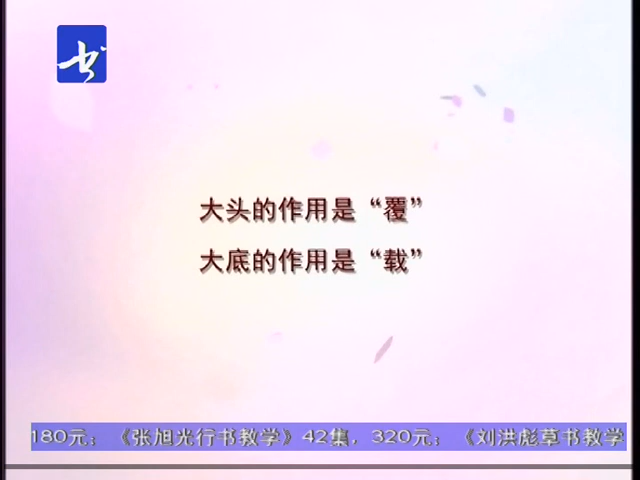 书
大头的作用是“覆”
大底的作用是“载”
180元；《张旭光行书教学》42集，320元；《刘洪彪草书教学